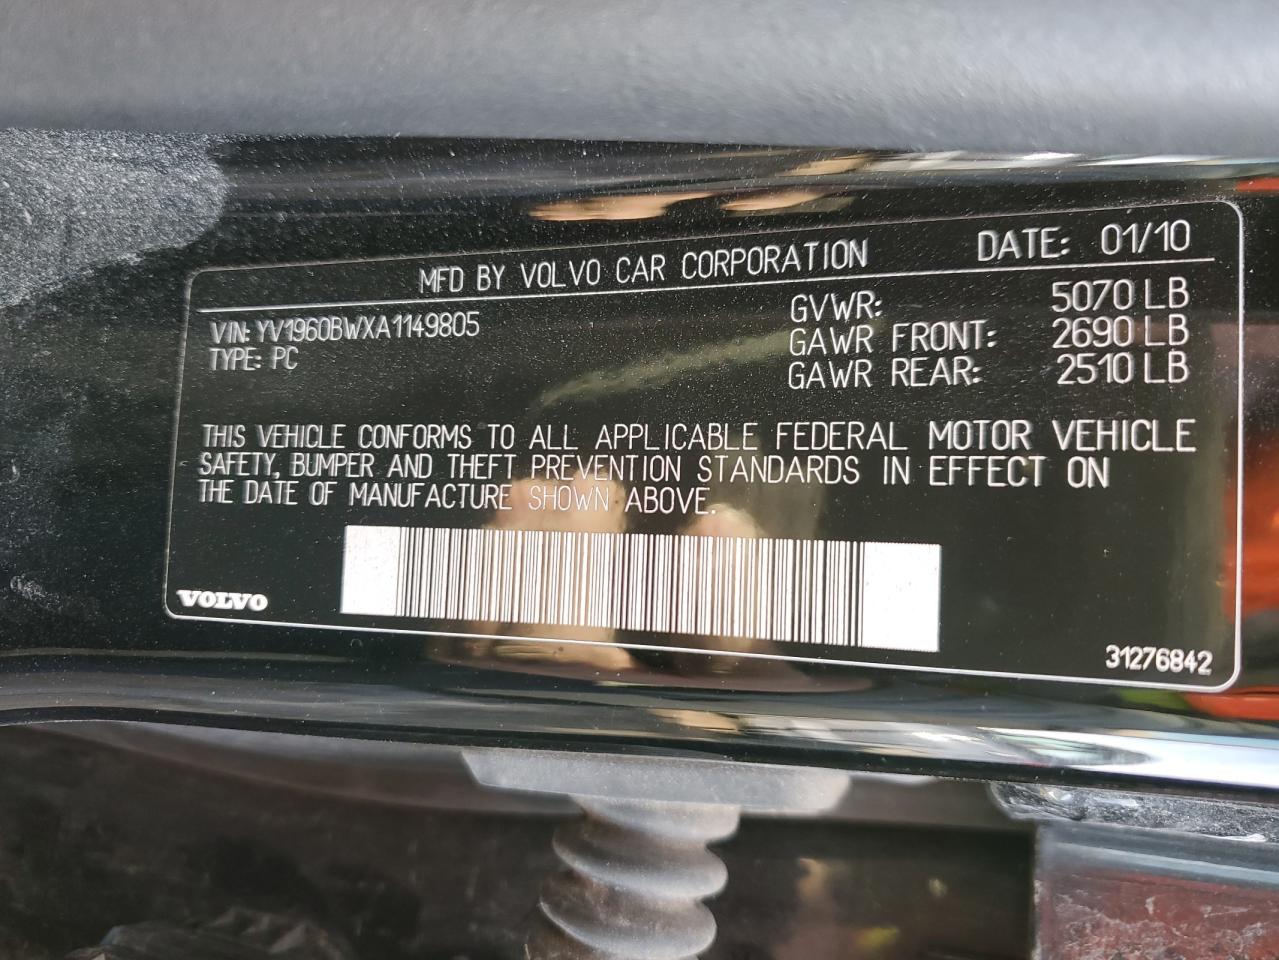 MFD BY VOLVO CAR CORPORATION DATE: 01/10
VIN: YV1960BWXA1149805 GVWR: 5070 LB
TYPE: PC GAWR FRONT: 2690 LB
GAWR REAR: 2510 LB
THIS VEHICLE CONFORMS TO ALL APPLICABLE FEDERAL MOTOR VEHICLE
SAFETY, BUMPER AND THEFT PREVENTION STANDARDS IN EFFECT ON
THE DATE OF MANUFACTURE SHOWN ABOVE.
VOLVO
31276842